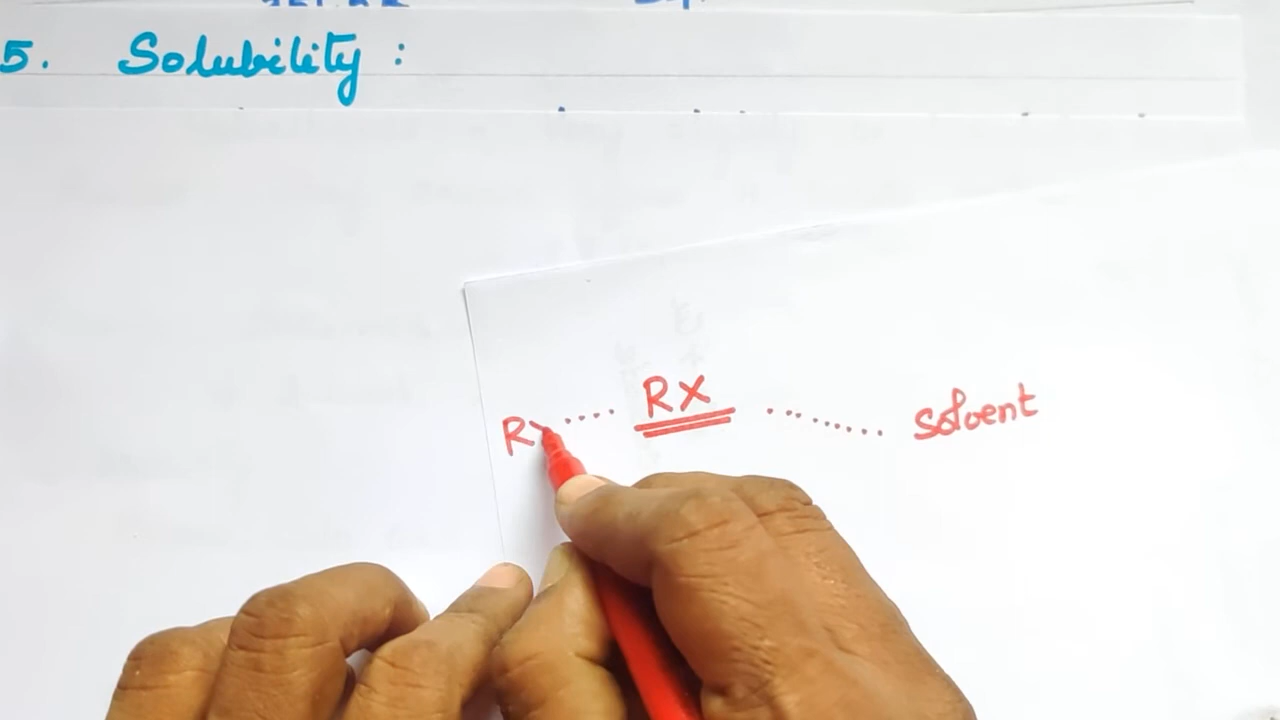 5. Solubility :
RX ..... RX ........ Solvent